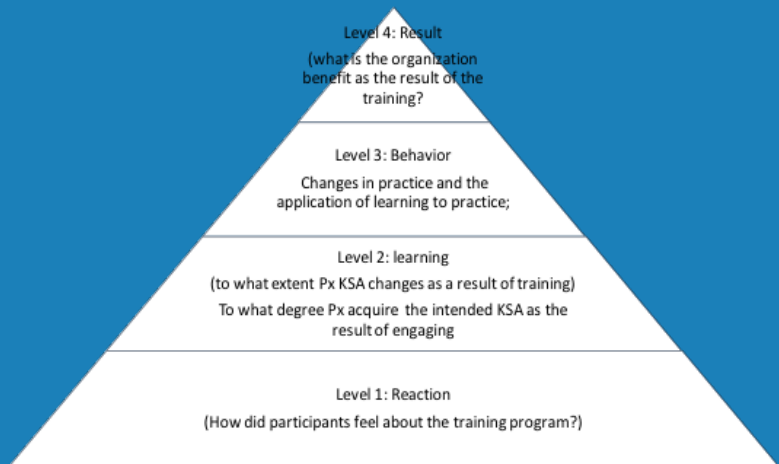 Level 4: Result
(what is the organization
benefit as the result of the
training?
Level 3: Behavior
Changes in practice and the
application of learning to practice;
Level 2: learning
(to what extent Px KSA changes as a result of training)
To what degree Px acquire the intended KSA as the
result of engaging
Level 1: Reaction
(How did participants feel about the training program?)